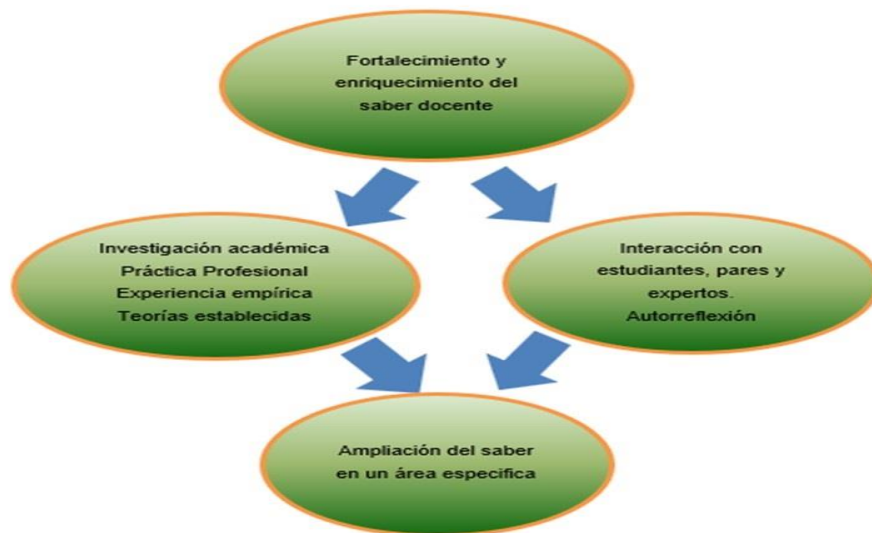 Fortalecimiento y
enriquecimiento del
saber docente
Investigación académica
Práctica Profesional
Experiencia empírica
Teorías establecidas
Interacción con
estudiantes, pares y
expertos.
Autorreflexión
Ampliación del saber
en un área especifica